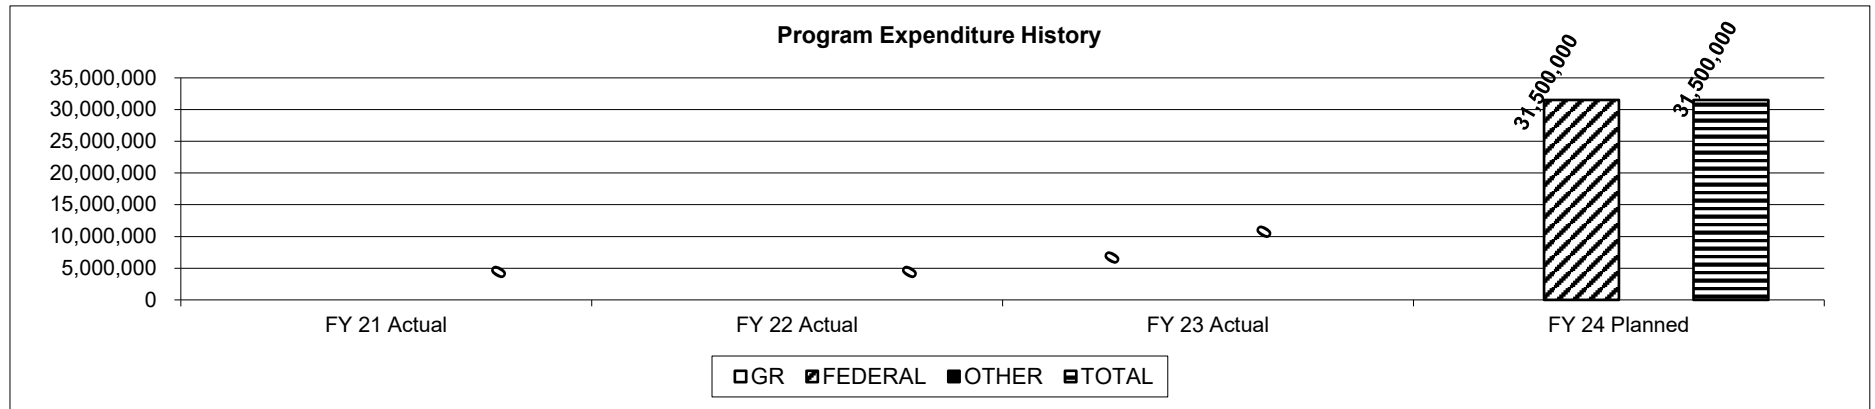 Program Expenditure History
31,500,000
31,500,000
35,000,000
30,000,000
25,000,000
20,000,000
15,000,000
10,000,000
5,000,000
0
0
0
0
0
FY 21 Actual
FY 22 Actual
FY 23 Actual
FY 24 Planned
GR FEDERAL OTHER TOTAL